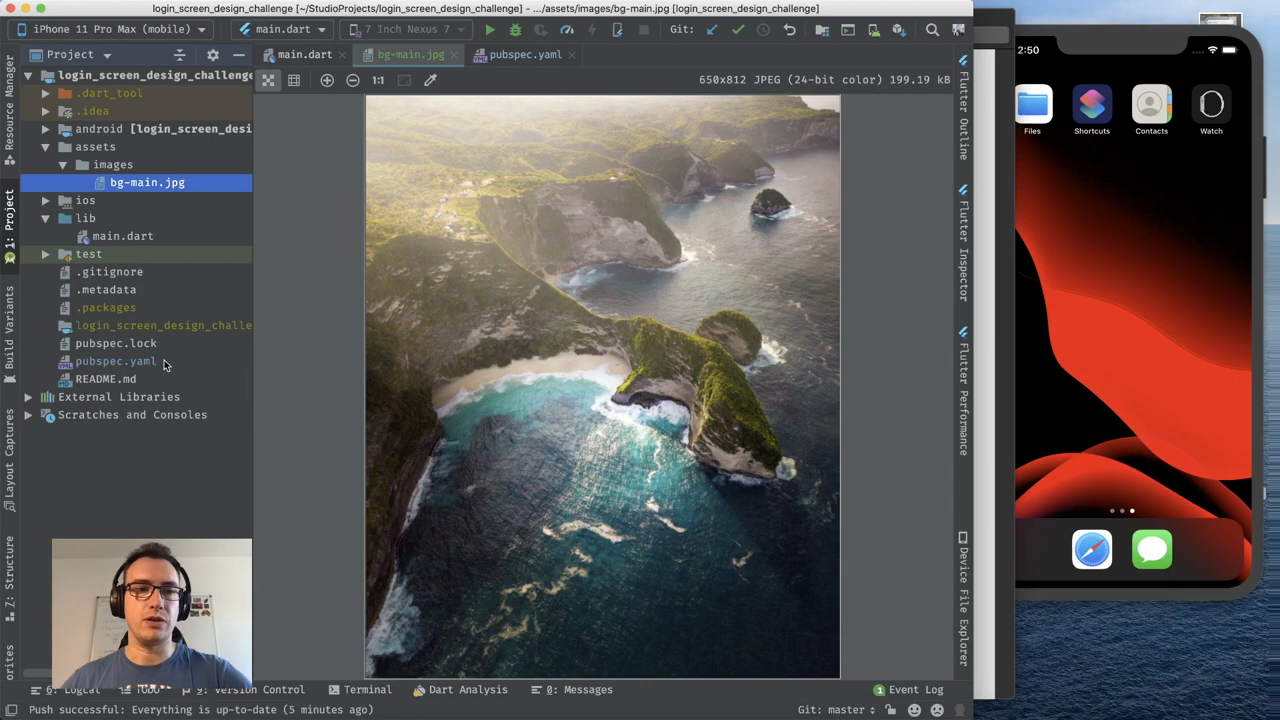 login_screen_design_challenge [~/StudioProjects/login_screen_design_challenge] - .../assets/images/bg-main.jpg [login_screen_design_challenge]
iPhone 11 Pro Max (mobile)
main.dart
7 Inch Nexus 7
Git:
Project
main.dart
bg-main.jpg
pubspec.yaml
1:1
650x812 JPEG (24-bit color) 199.19 kB
login_screen_design_challenge
.dart_tool
.idea
android [login_screen_desi
assets
images
bg-main.jpg
ios
lib
main.dart
test
.gitignore
.metadata
.packages
login_screen_design_challe
pubspec.lock
pubspec.yaml
README.md
External Libraries
Scratches and Consoles
Resource Manager
1: Project
Build Variants
Layout Captures
Z: Structure
orites
Flutter Outline
Flutter Inspector
Flutter Performance
Device File Explorer
2:50
Files
Shortcuts
Contacts
Watch
6: Logcat
TODO
9: Version Control
Terminal
Dart Analysis
0: Messages
1 Event Log
Push successful: Everything is up-to-date (5 minutes ago)
Git: master